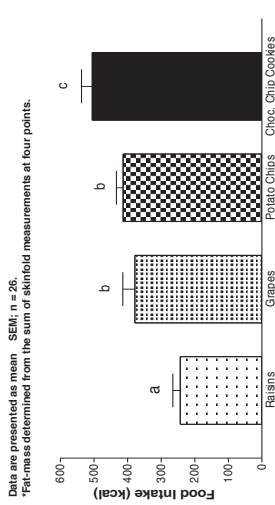 Data are presented as mean SEM; n = 26.
*Fat-mass determined from the sum of skinfold measurements at four points.
Food Intake (kcal)
600
500
400
300
200
100
0
a
b
b
c
Raisins
Grapes
Potato Chips
Choc. Chip Cookies